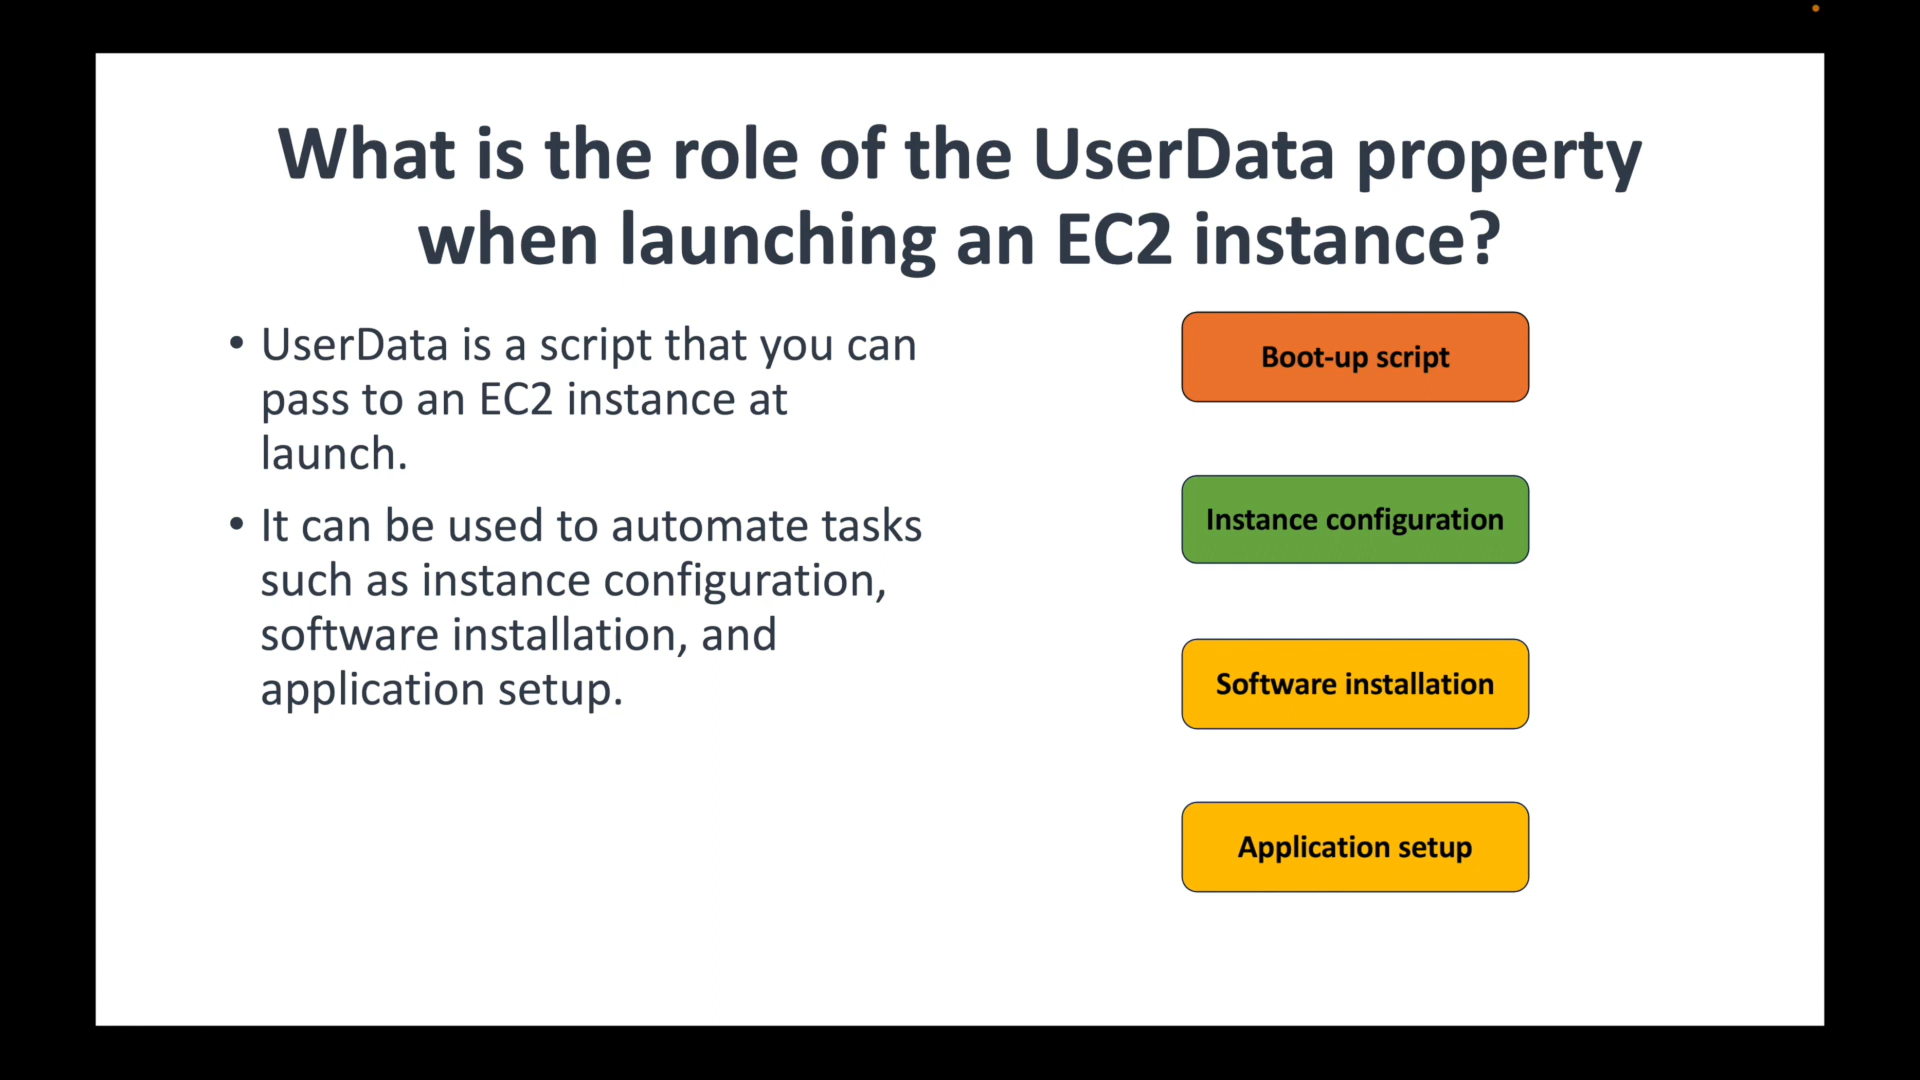 What is the role of the UserData property
when launching an EC2 instance?
• UserData is a script that you can
pass to an EC2 instance at
launch.
• It can be used to automate tasks
such as instance configuration,
software installation, and
application setup.
Boot-up script
Instance configuration
Software installation
Application setup